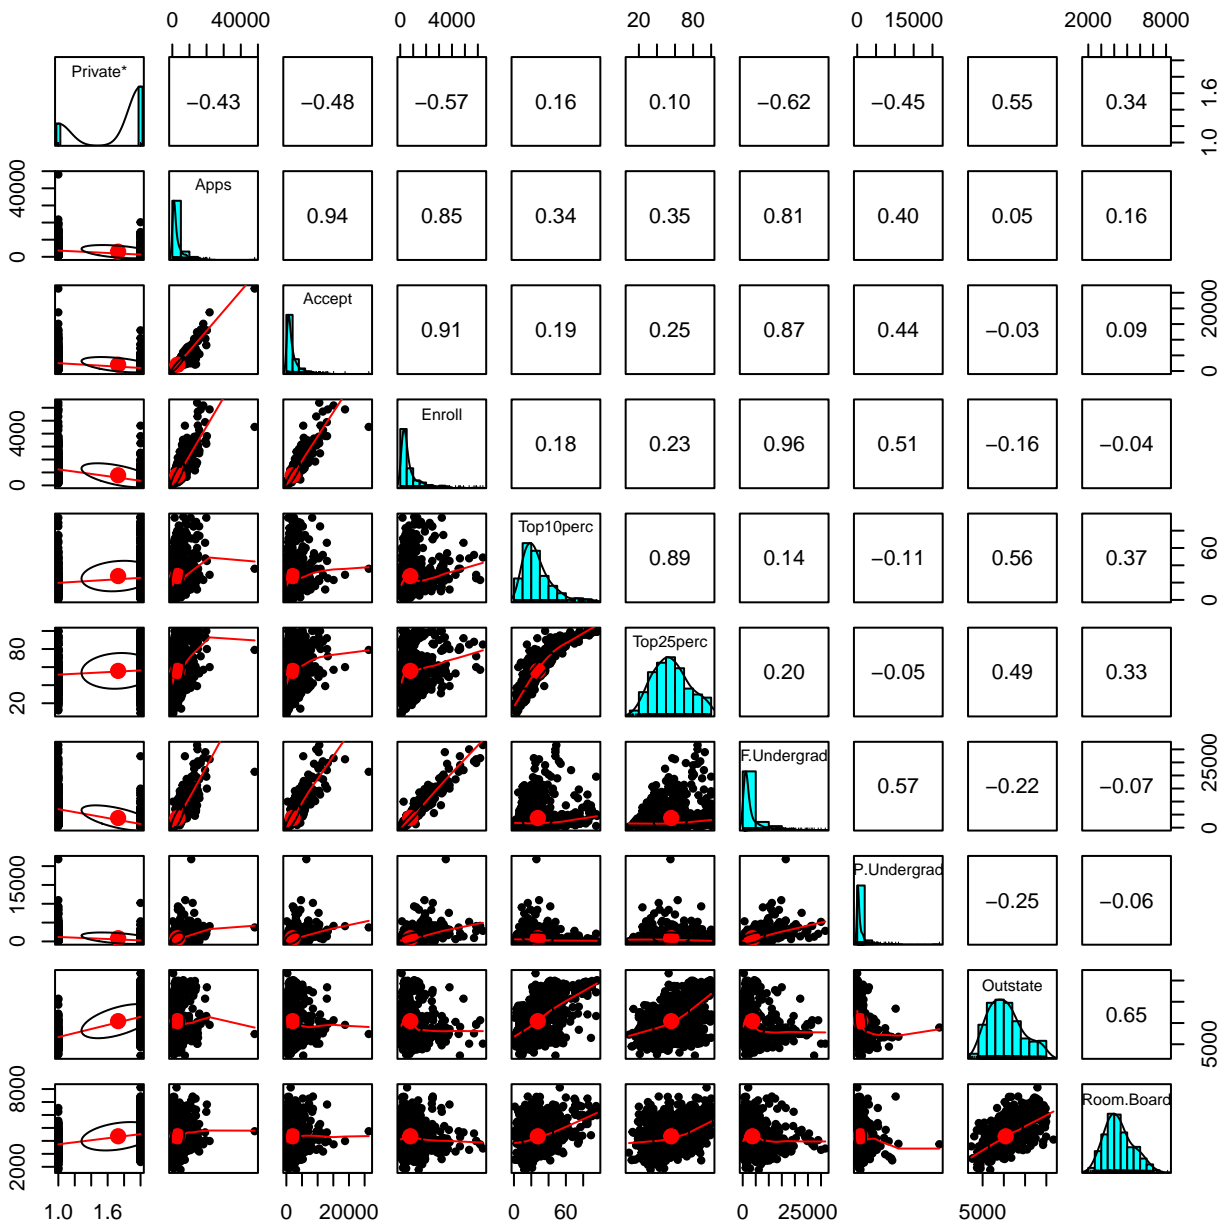 0 40000 0 4000 20 80 0 15000 2000 8000
Private* −0.43 −0.48 −0.57 0.16 0.10 −0.62 −0.45 0.55 0.34 1.0 1.6
0 40000 Apps 0.94 0.85 0.34 0.35 0.81 0.40 0.05 0.16
Accept 0.91 0.19 0.25 0.87 0.44 −0.03 0.09 0 20000
0 4000 Enroll 0.18 0.23 0.96 0.51 −0.16 −0.04
Top10perc 0.89 0.14 −0.11 0.56 0.37 0 60
20 80 Top25perc 0.20 −0.05 0.49 0.33
F.Undergrad 0.57 −0.22 −0.07 0 25000
0 15000 P.Undergrad −0.25 −0.06
Outstate 0.65 5000
2000 8000 Room.Board
1.0 1.6 0 20000 0 60 0 25000 5000